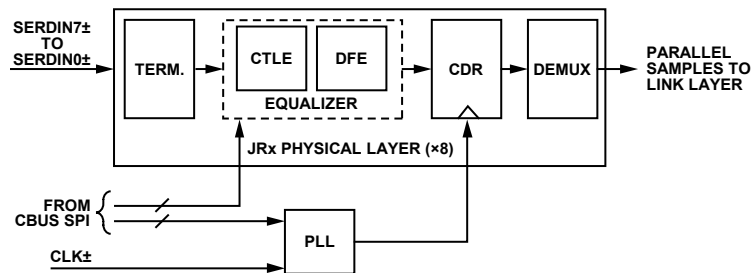 SERDIN7±
TO
SERDIN0±
TERM.
CTLE
DFE
EQUALIZER
CDR
DEMUX
PARALLEL
SAMPLES TO
LINK LAYER
JRx PHYSICAL LAYER (×8)
FROM
CBUS SPI
PLL
CLK±